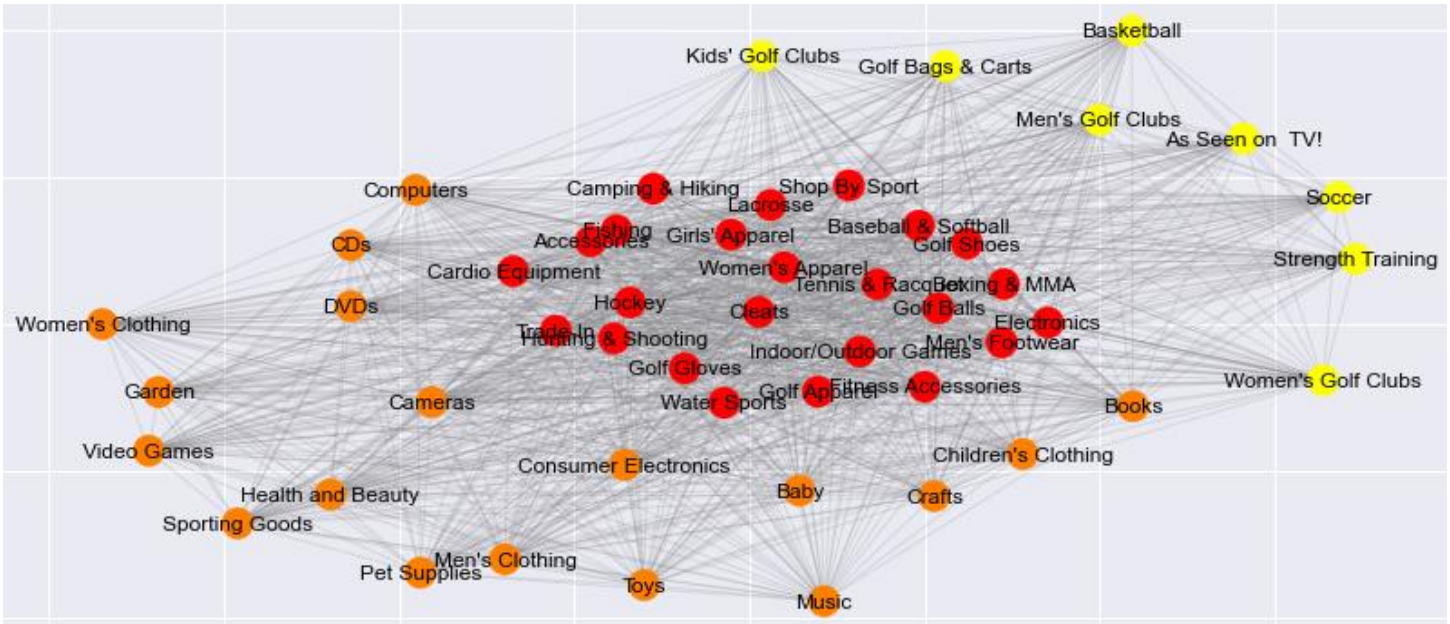 Basketball
Kids' Golf Clubs
Golf Bags & Carts
Men's Golf Clubs
As Seen on  TV!
Computers
Camping & Hiking
Shop By Sport
Lacrosse
Soccer
Fishing
Baseball & Softball
Accessories
Girls' Apparel
Golf Shoes
CDs
Strength Training
Cardio Equipment
Women's Apparel
Tennis & Racquet
Boxing & MMA
DVDs
Hockey
Cleats
Golf Balls
Women's Clothing
Trade-In
Electronics
Hunting & Shooting
Men's Footwear
Indoor/Outdoor Games
Golf Gloves
Women's Golf Clubs
Garden
Golf Apparel
Fitness Accessories
Cameras
Water Sports
Books
Video Games
Children's Clothing
Consumer Electronics
Health and Beauty
Baby
Crafts
Sporting Goods
Men's Clothing
Pet Supplies
Toys
Music